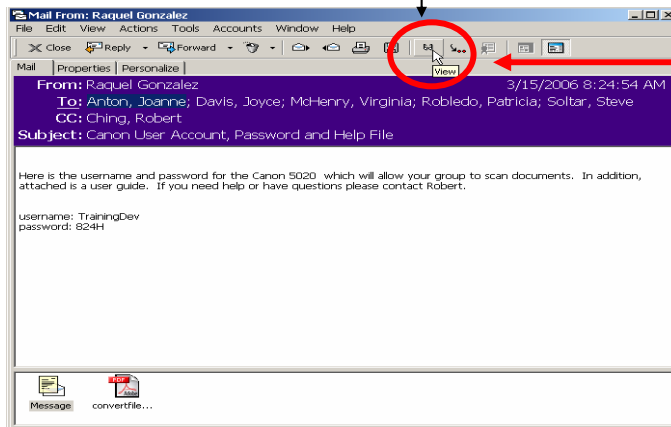 Mail From: Raquel Gonzalez
File Edit View Actions Tools Accounts Window Help
Close Reply Forward
View
Mail Properties Personalize
From: Raquel Gonzalez 3/15/2006 8:24:54 AM
To: Anton, Joanne; Davis, Joyce; McHenry, Virginia; Robledo, Patricia; Soltar, Steve
CC: Ching, Robert
Subject: Canon User Account, Password and Help File
Here is the username and password for the Canon 5020 which will allow your group to scan documents. In addition,
attached is a user guide. If you need help or have questions please contact Robert.
username: TrainingDev
password: 824H
PDF
Message convertfile...